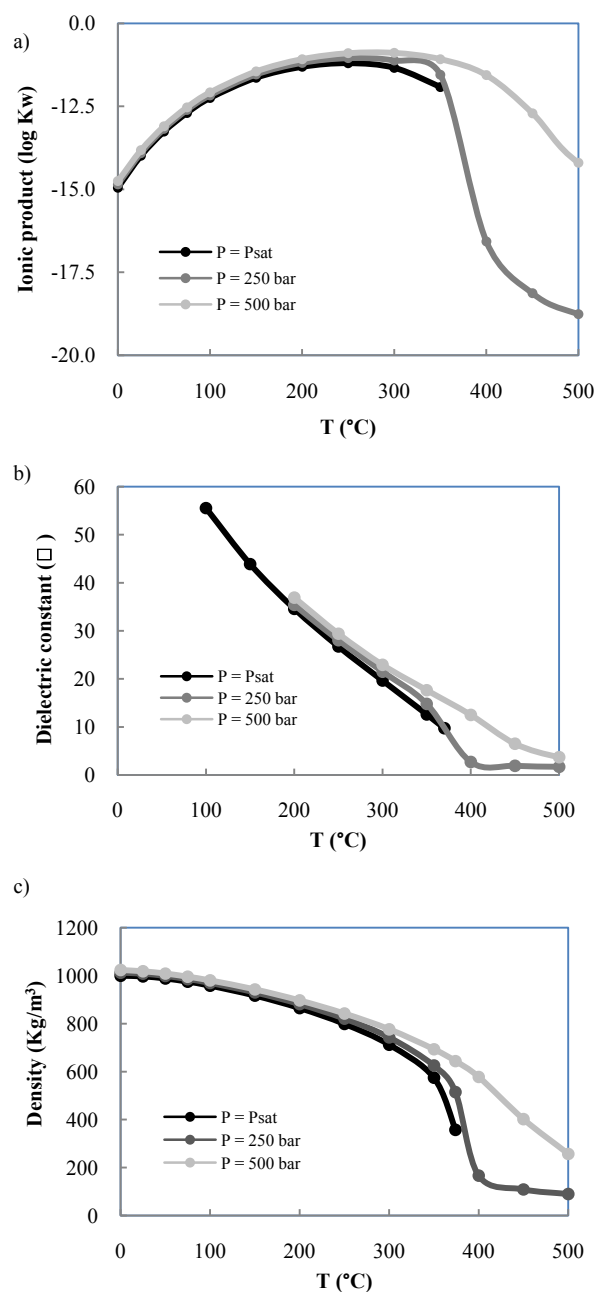 a)
0.0
-12.5
-15.0
-17.5
-20.0
Ionic product (log Kw)
P = Psat
P = 250 bar
P = 500 bar
0 100 200 300 400 500
T (°C)
b)
60
50
40
30
20
10
0
Dielectric constant (□)
P = Psat
P = 250 bar
P = 500 bar
0 100 200 300 400 500
T (°C)
c)
1200
1000
800
600
400
200
0
Density (Kg/m³)
P = Psat
P = 250 bar
P = 500 bar
0 100 200 300 400 500
T (°C)